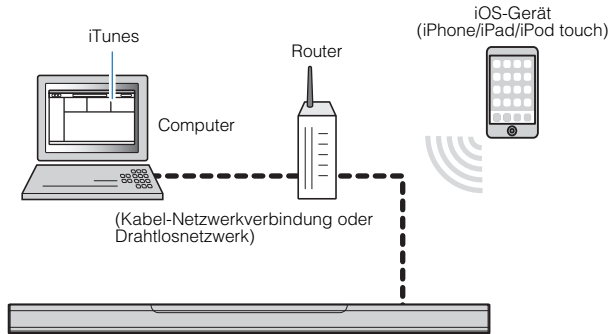 iOS-Gerät
(iPhone/iPad/iPod touch)
iTunes
Router
Computer
(Kabel-Netzwerkverbindung oder
Drahtlosnetzwerk)